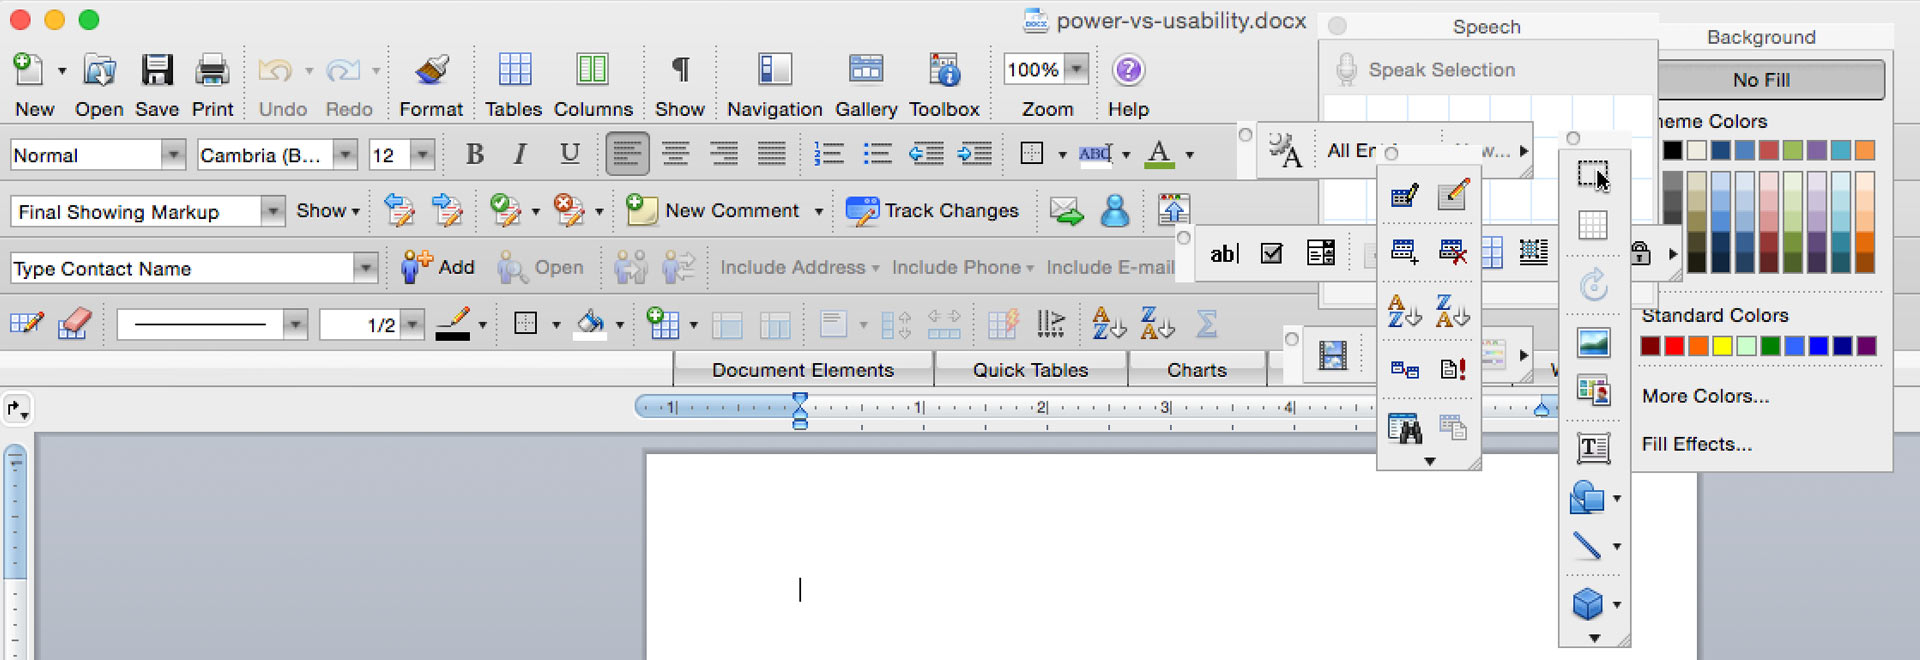 power-vs-usability.docx
Speech
Background
Speak Selection
No Fill
100%
New Open Save Print Undo Redo Format Tables Columns Show Navigation Gallery Toolbox Zoom Help
heme Colors
Normal Cambria (B... 12 B I U ABC A
All En
w...
Final Showing Markup Show New Comment Track Changes
ab|
Type Contact Name Add Open Include Address Include Phone Include E-mail
1/2
A Z Z A Σ
A Z Z A
Standard Colors
Document Elements Quick Tables Charts
More Colors...
1 1 2 3 4
Fill Effects...
T